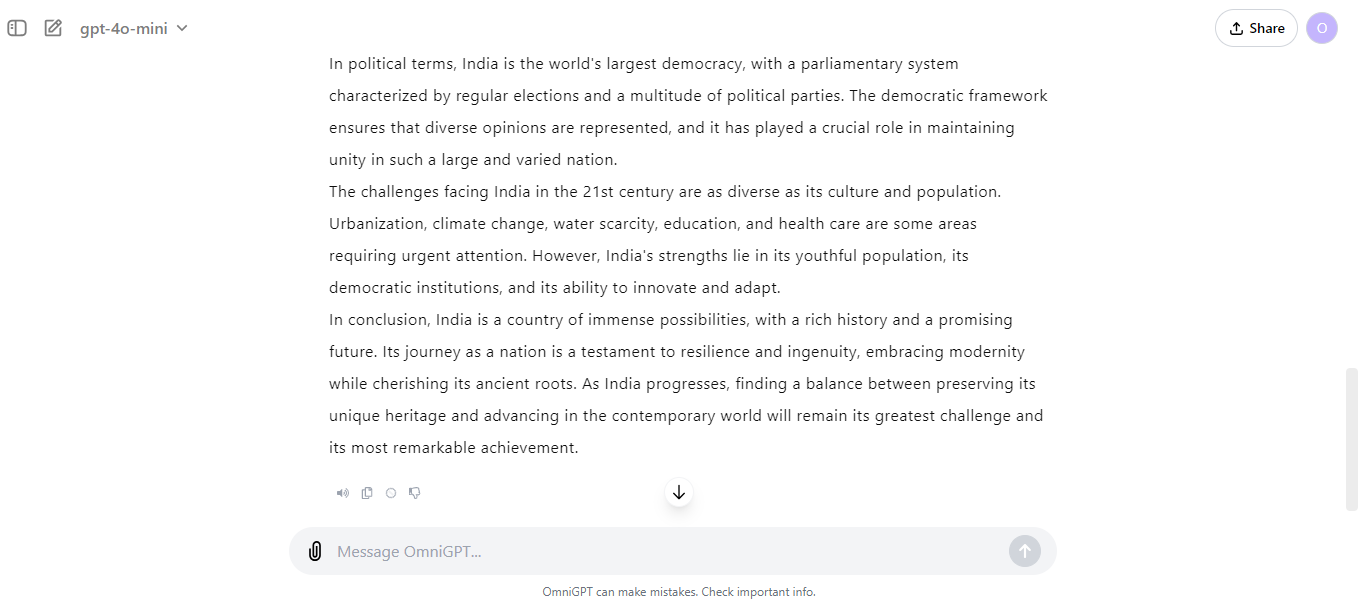 gpt-4o-mini
Share
O
In political terms, India is the world's largest democracy, with a parliamentary system
characterized by regular elections and a multitude of political parties. The democratic framework
ensures that diverse opinions are represented, and it has played a crucial role in maintaining
unity in such a large and varied nation.
The challenges facing India in the 21st century are as diverse as its culture and population.
Urbanization, climate change, water scarcity, education, and health care are some areas
requiring urgent attention. However, India's strengths lie in its youthful population, its
democratic institutions, and its ability to innovate and adapt.
In conclusion, India is a country of immense possibilities, with a rich history and a promising
future. Its journey as a nation is a testament to resilience and ingenuity, embracing modernity
while cherishing its ancient roots. As India progresses, finding a balance between preserving its
unique heritage and advancing in the contemporary world will remain its greatest challenge and
its most remarkable achievement.
Message OmniGPT...
OmniGPT can make mistakes. Check important info.